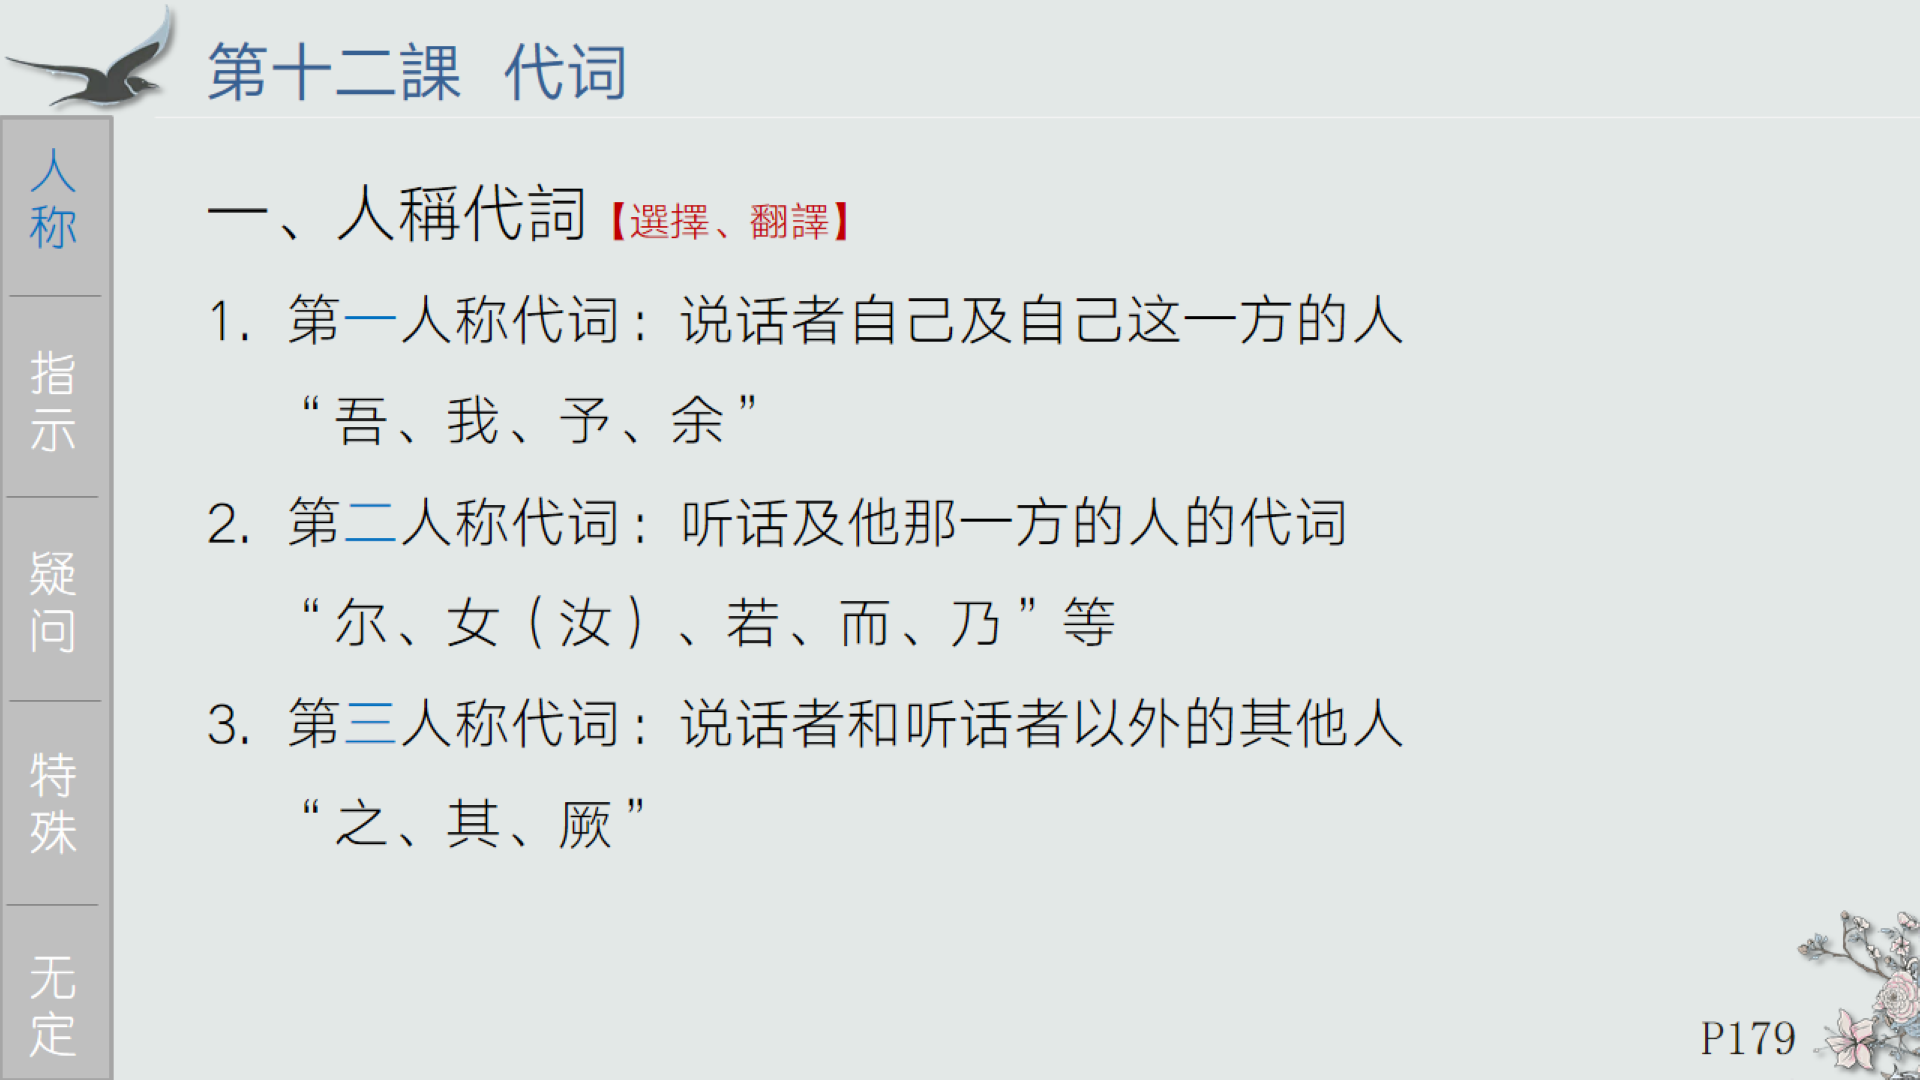 第十二課 代词
人称
指示
疑问
特殊
无定
一、人稱代詞【選擇、翻譯】
1. 第一人称代词：说话者自己及自己这一方的人
“吾、我、予、余”
2. 第二人称代词：听话及他那一方的人的代词
“尔、女（汝）、若、而、乃”等
3. 第三人称代词：说话者和听话者以外的其他人
“之、其、厥”
P179